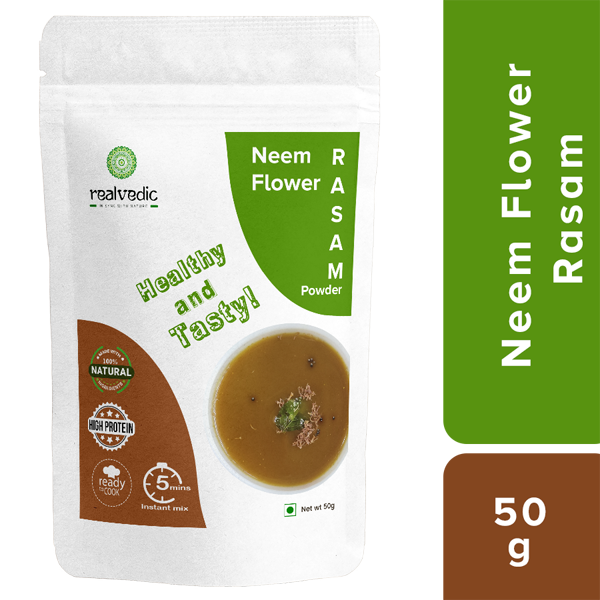 realvedic
IN SYNC WITH NATURE
Neem
Flower
RASAM
Powder
Healthy
and
Tasty!
MADE WITH
100%
NATURAL
INGREDIENTS
HIGH PROTEIN
ready
TO COOK
5 mins
Instant mix
Net wt 50g
Neem Flower
Rasam
50
g